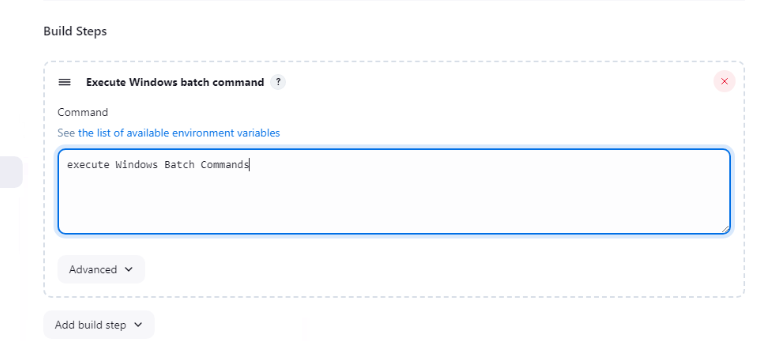 Build Steps
Execute Windows batch command ?
Command
See the list of available environment variables
execute Windows Batch Commands
Advanced
Add build step